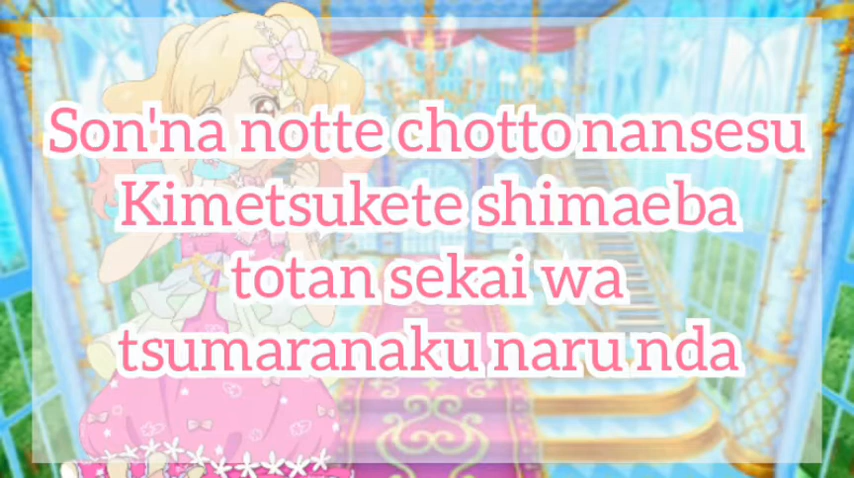 Son'na notte chotto nansesu
Kimetsukete shimaeba
totan sekai wa
tsumaranaku naru nda